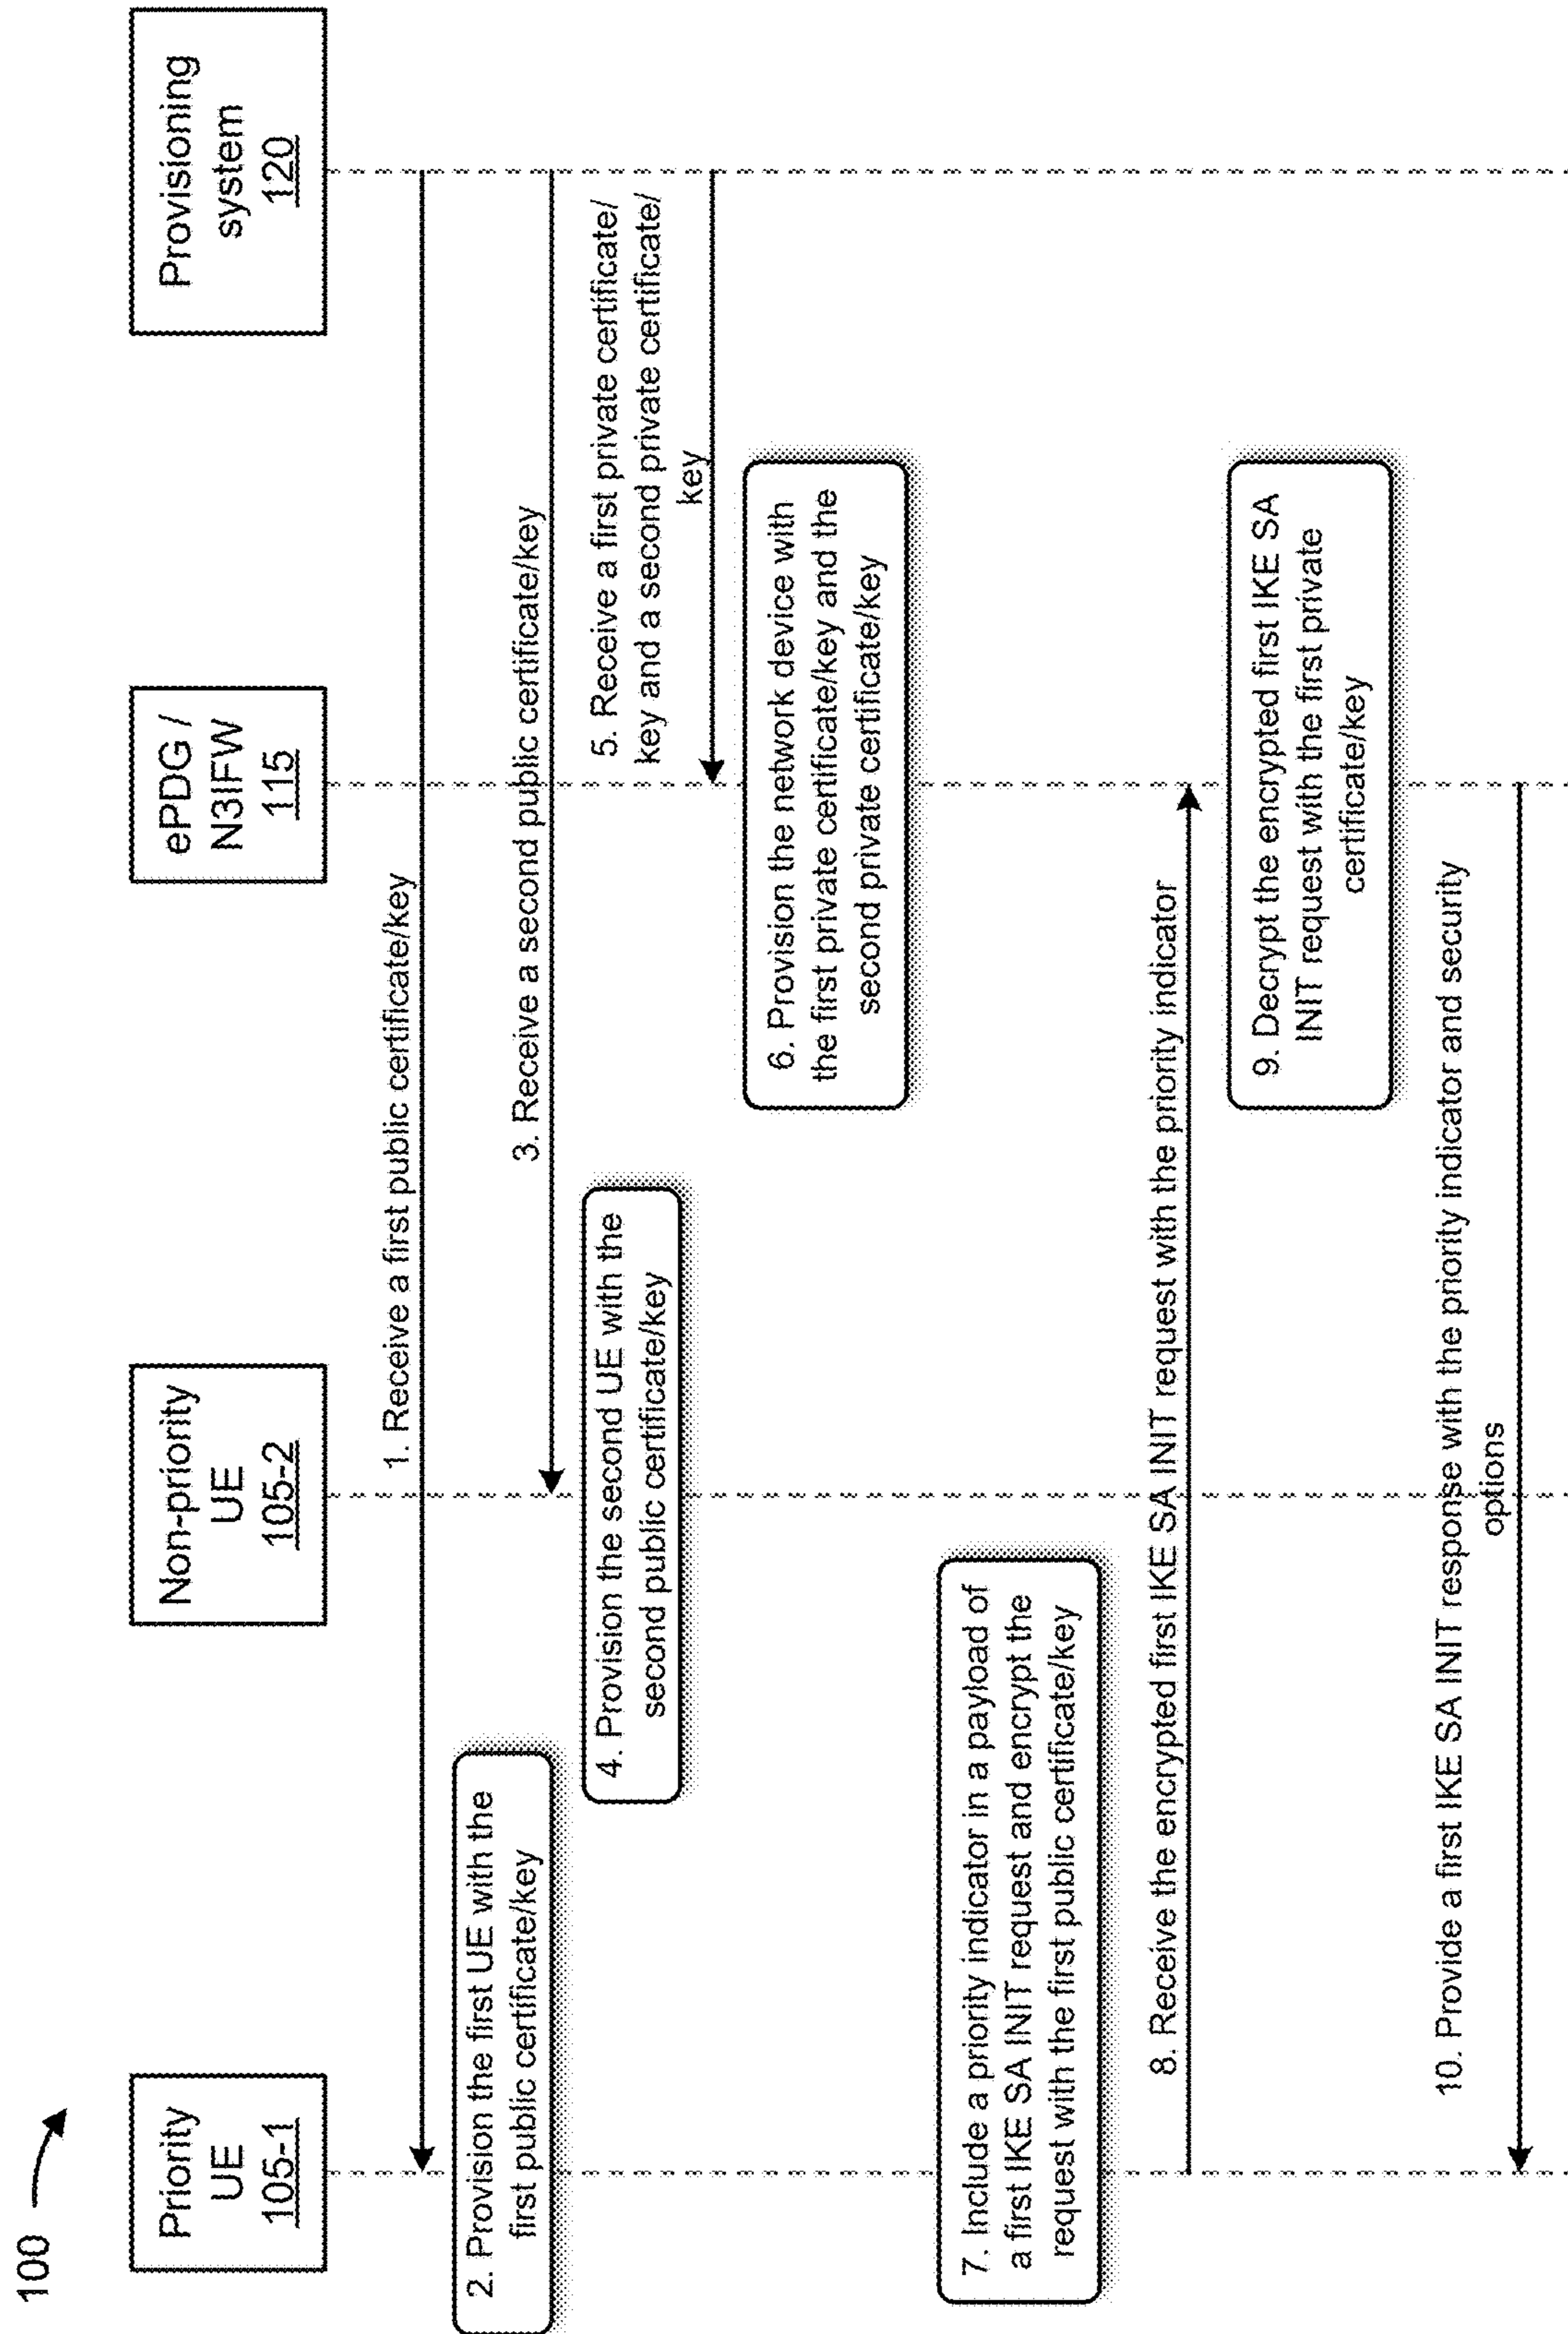 100
Priority
UE
105-1
Non-priority
UE
105-2
ePDG /
N3IFW
115
Provisioning
system
120
1. Receive a first public certificate/key
2. Provision the first UE with the
first public certificate/key
3. Receive a second public certificate/key
4. Provision the second UE with the
second public certificate/key
5. Receive a first private certificate/
key and a second private certificate/
key
6. Provision the network device with
the first private certificate/key and the
second private certificate/key
7. Include a priority indicator in a payload of
a first IKE SA INIT request and encrypt the
request with the first public certificate/key
8. Receive the encrypted first IKE SA INIT request with the priority indicator
9. Decrypt the encrypted first IKE SA
INIT request with the first private
certificate/key
10. Provide a first IKE SA INIT response with the priority indicator and security
options